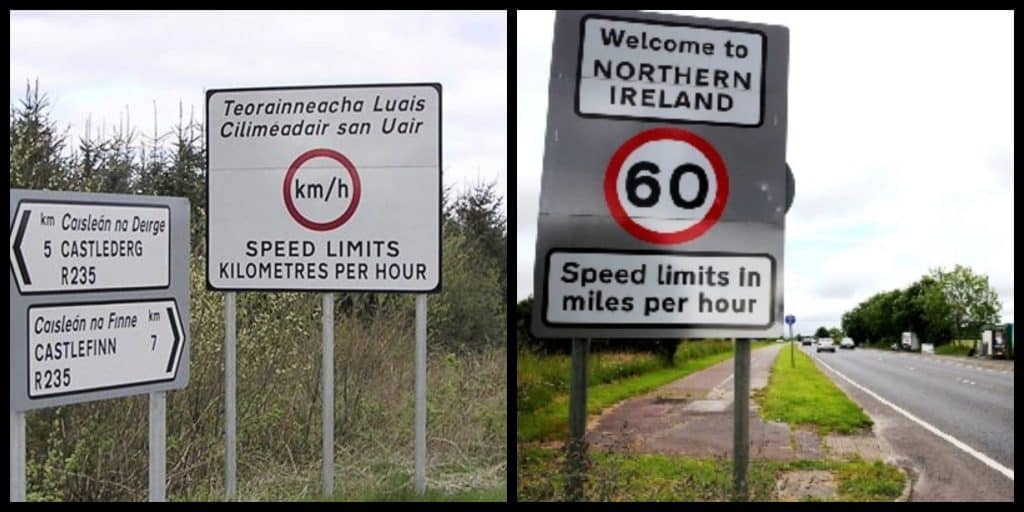 km Caisleán na Deirge
5 CASTLEDERG
R235
Caisleán na Finne km
CASTLEFINN 7
R235
Teorainneacha Luais
Ciliméadair san Uair
km/h
SPEED LIMITS
KILOMETRES PER HOUR
Welcome to
NORTHERN
IRELAND
60
Speed limits in
miles per hour